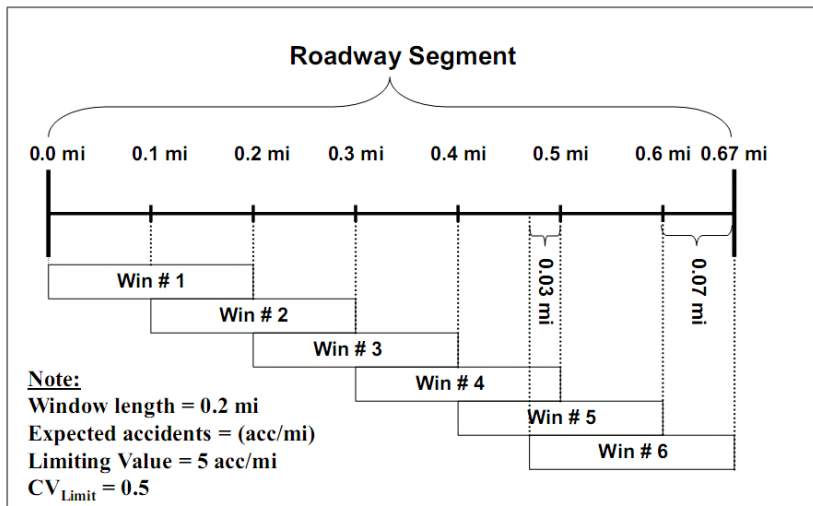 Roadway Segment
0.0 mi 0.1 mi 0.2 mi 0.3 mi 0.4 mi 0.5 mi 0.6 mi 0.67 mi
0.03 mi
0.07 mi
Win # 1
Win # 2
Win # 3
Win # 4
Win # 5
Win # 6
Note:
Window length = 0.2 mi
Expected accidents = (acc/mi)
Limiting Value = 5 acc/mi
CVLimit = 0.5